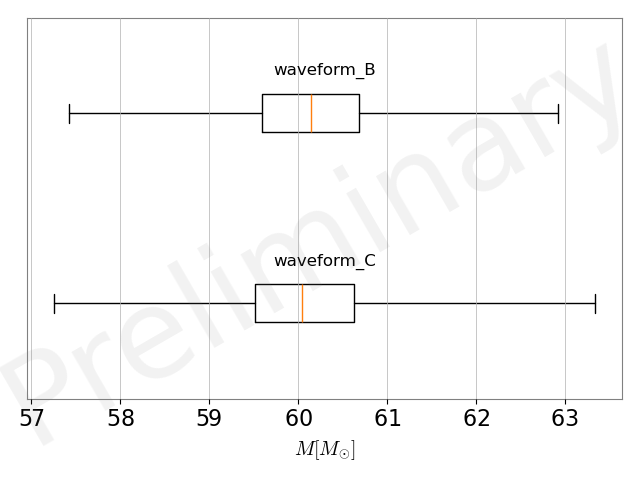 waveform_B
waveform_C
Preliminary
57 58 59 60 61 62 63
M[M⊙]